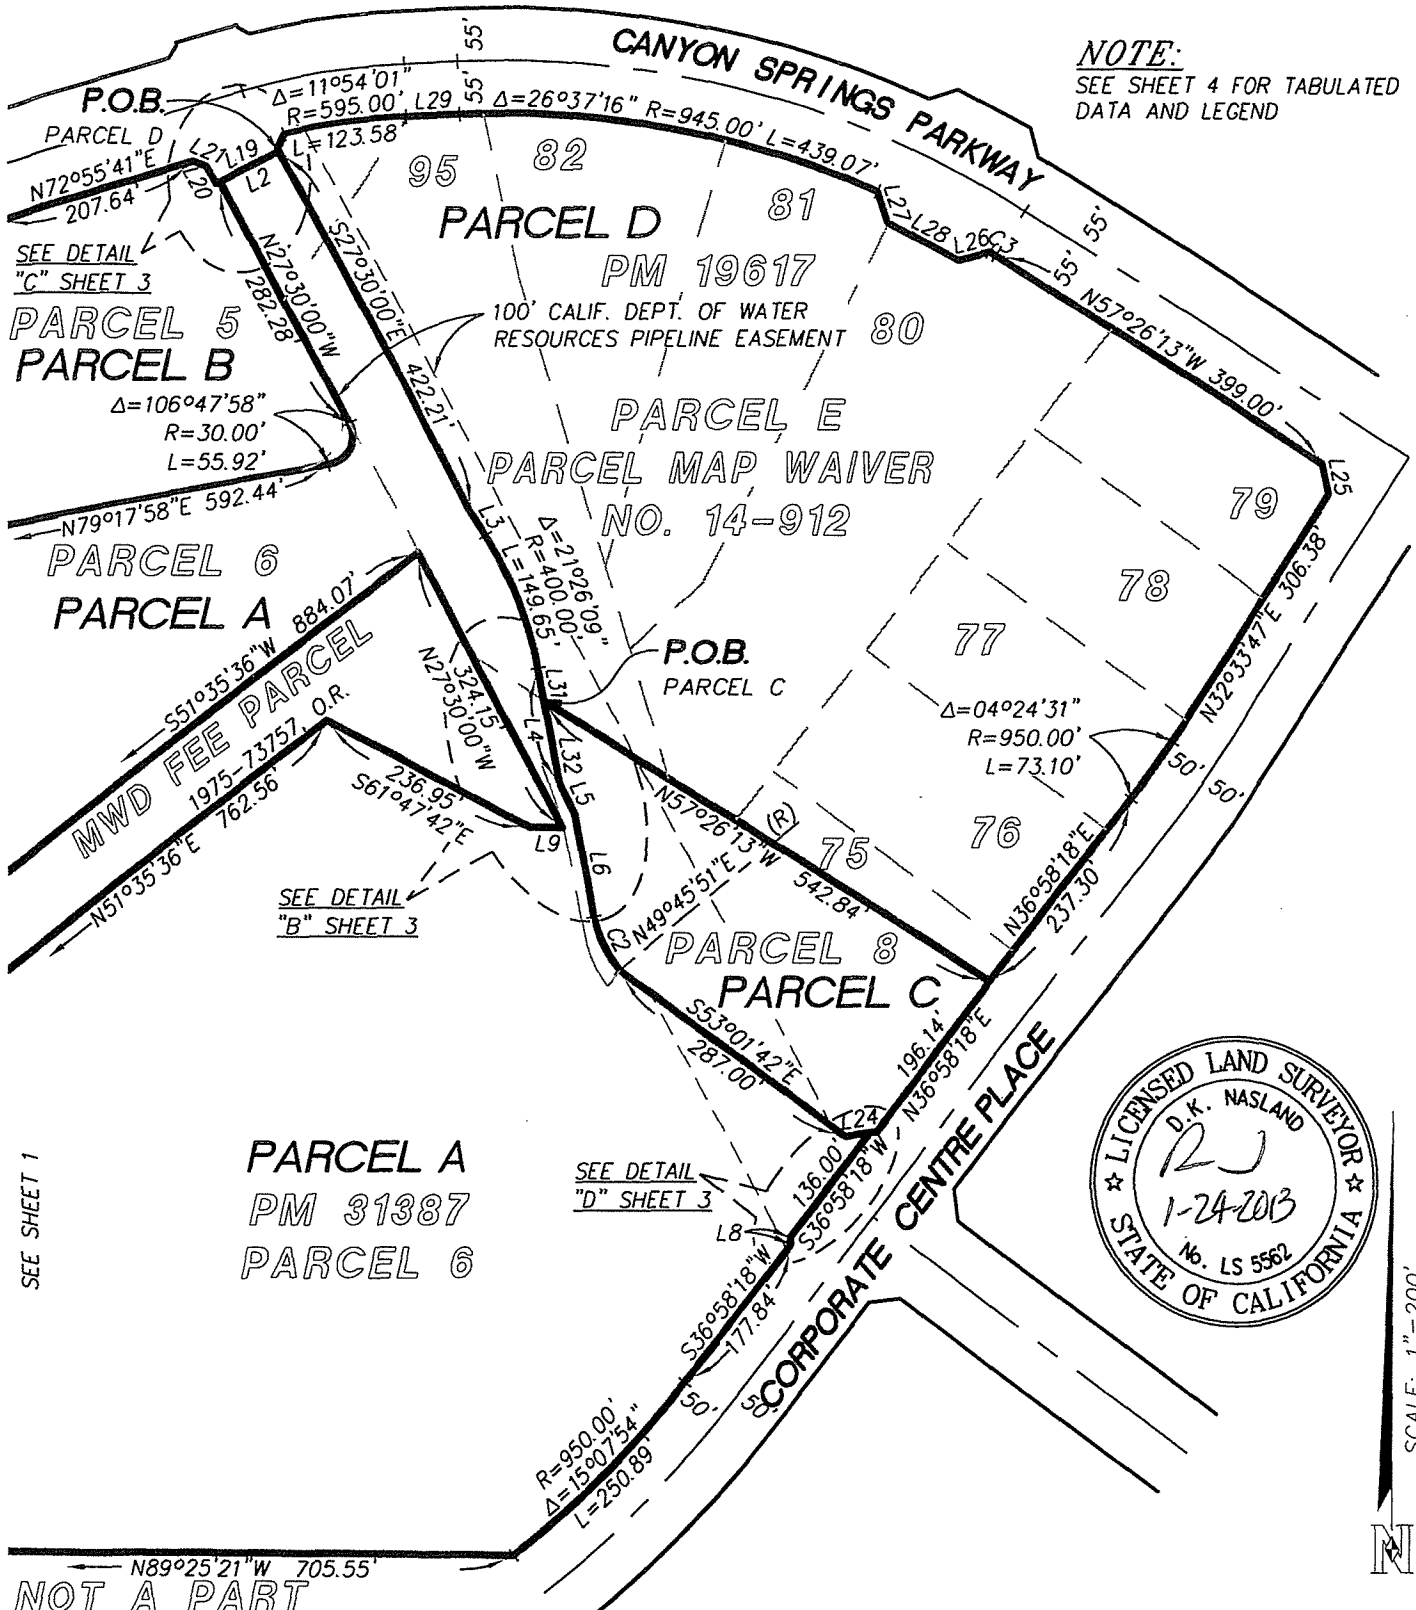 NOTE:
SEE SHEET 4 FOR TABULATED
DATA AND LEGEND
CANYON SPRINGS PARKWAY
55'
55'
55'
55'
P.O.B.
PARCEL D
Δ=11°54'01"
R=595.00'
L=123.58'
L29
Δ=26°37'16" R=945.00' L=439.07'
N72°55'41"E
207.64'
L27
L19
L20
L2
95
82
81
80
PARCEL D
PM 19617
L27
L28
L26
C3
N57°26'13"W 399.00'
L25
SEE DETAIL
"C" SHEET 3
N27°30'00"W
282.28'
S27°30'00"E
422.21'
100' CALIF. DEPT. OF WATER
RESOURCES PIPELINE EASEMENT
PARCEL 5
PARCEL B
Δ=106°47'58"
R=30.00'
L=55.92'
N79°17'58"E 592.44'
PARCEL E
PARCEL MAP WAIVER
NO. 14-912
79
78
77
76
75
L3
Δ=21°26'09"
R=400.00'
L=149.65'
N32°33'47"E 306.38'
PARCEL 6
PARCEL A
S51°35'36"W 884.07'
MWD FEE PARCEL
1975-73757, O.R.
N51°35'36"E 762.56'
N27°30'00"W
324.15'
P.O.B.
PARCEL C
L31
L4
L32
L5
L6
L9
236.95'
S61°47'42"E
Δ=04°24'31"
R=950.00'
L=73.10'
50'
50'
N57°26'13"W
542.84'
N36°58'18"E
237.30'
SEE DETAIL
"B" SHEET 3
C2
N49°45'51"E (R)
PARCEL 8
PARCEL C
S53°01'42"E
287.00'
196.14'
N36°58'18"E
L24
SEE SHEET 1
PARCEL A
PM 31387
PARCEL 6
SEE DETAIL
"D" SHEET 3
136.00'
S36°58'18"W
L8
S36°58'18"W
177.84'
CORPORATE CENTRE PLACE
50'
50'
R=950.00'
Δ=15°07'54"
L=250.89'
N89°25'21"W 705.55'
NOT A PART
LICENSED LAND SURVEYOR
D.K. NASLAND
1-24-2013
No. LS 5562
STATE OF CALIFORNIA
SCALE: 1"=200'
N